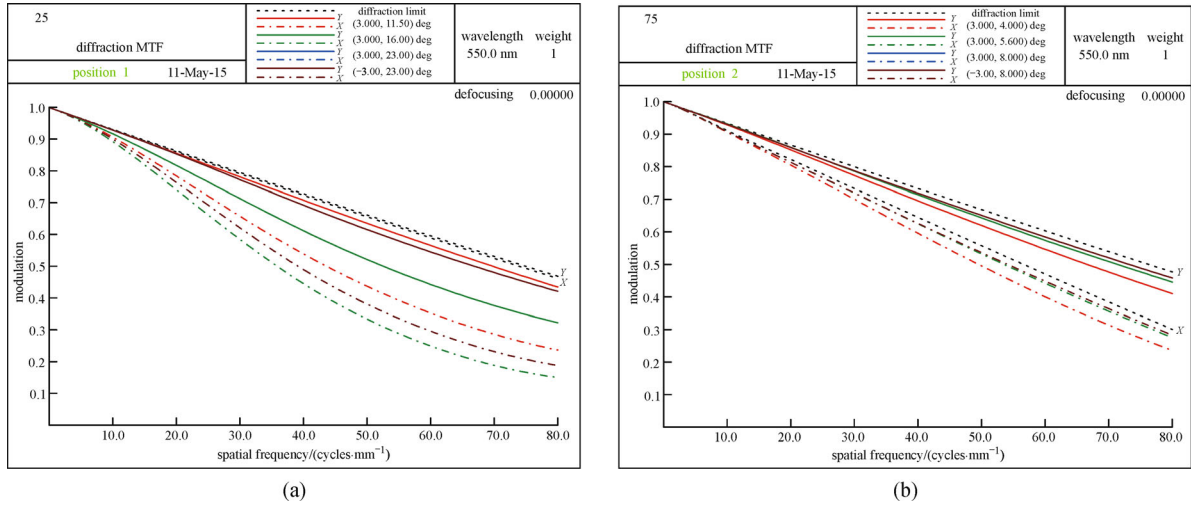 25
diffraction MTF
position 1 11-May-15
diffraction limit
Y (3.000, 11.50) deg
X
Y (3.000, 16.00) deg
X
Y (3.000, 23.00) deg
X
Y (−3.00, 23.00) deg
X
wavelength weight
550.0 nm 1
defocusing 0.00000
modulation
1.0
0.9
0.8
0.7
0.6
0.5
0.4
0.3
0.2
0.1
Y
X
10.0 20.0 30.0 40.0 50.0 60.0 70.0 80.0
spatial frequency/(cycles·mm⁻¹)
(a)
75
diffraction MTF
position 2 11-May-15
diffraction limit
Y (3.000, 4.000) deg
X
Y (3.000, 5.600) deg
X
Y (3.000, 8.000) deg
X
Y (−3.00, 8.000) deg
X
wavelength weight
550.0 nm 1
defocusing 0.00000
modulation
1.0
0.9
0.8
0.7
0.6
0.5
0.4
0.3
0.2
0.1
Y
X
10.0 20.0 30.0 40.0 50.0 60.0 70.0 80.0
spatial frequency/(cycles·mm⁻¹)
(b)